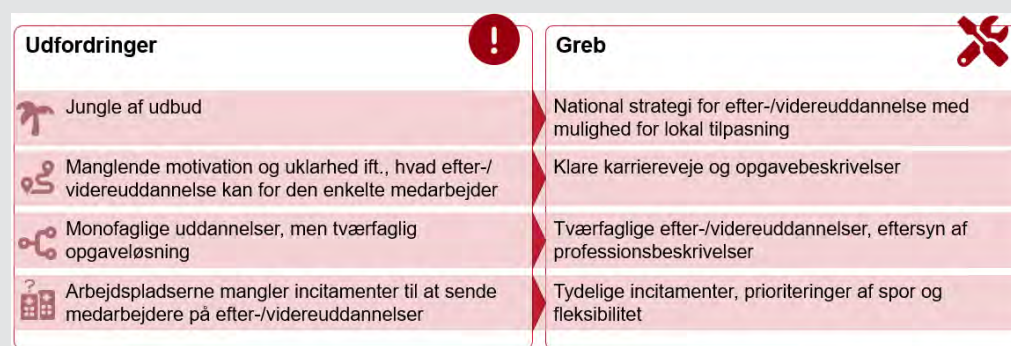 Udfordringer
Jungle af udbud
Manglende motivation og uklarhed ift., hvad efter-/
videreuddannelse kan for den enkelte medarbejder
Monofaglige uddannelser, men tværfaglig
opgaveløsning
Arbejdspladserne mangler incitamenter til at sende
medarbejdere på efter-/videreuddannelser
Greb
National strategi for efter-/videreuddannelse med
mulighed for lokal tilpasning
Klare karriereveje og opgavebeskrivelser
Tværfaglige efter-/videreuddannelser, eftersyn af
professionsbeskrivelser
Tydelige incitamenter, prioriteringer af spor og
fleksibilitet